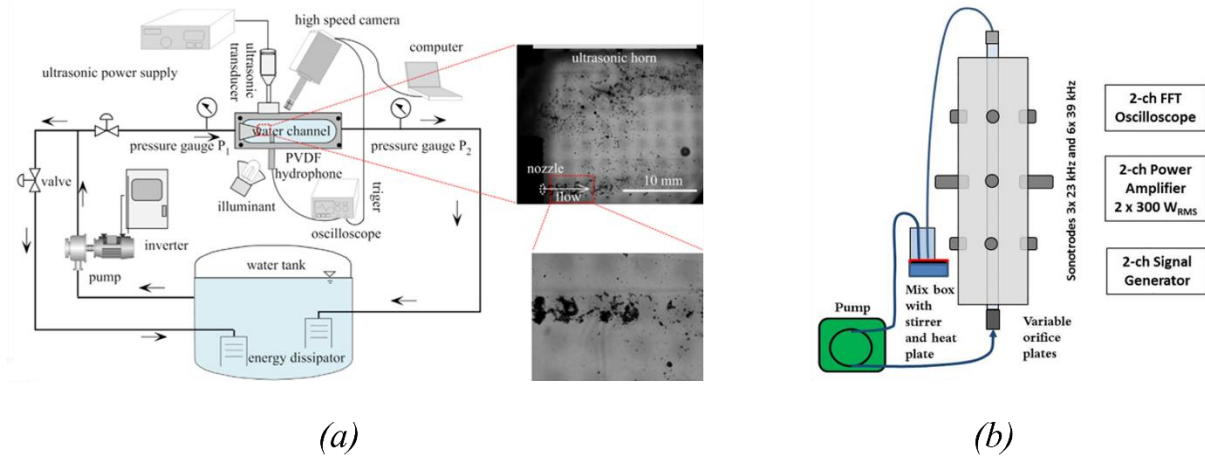 high speed camera
computer
ultrasonic power supply
ultrasonic
transducer
water channel
pressure gauge P₁
pressure gauge P₂
PVDF
hydrophone
valve
illuminant
triger
oscilloscope
inverter
pump
water tank
energy dissipator
ultrasonic horn
nozzle
flow
10 mm
(a)
Pump
Mix box
with
stirrer
and heat
plate
Variable
orifice
plates
Sonotrodes 3x 23 kHz and 6x 39 kHz
2-ch FFT
Oscilloscope
2-ch Power
Amplifier
2 x 300 W_RMS
2-ch Signal
Generator
(b)